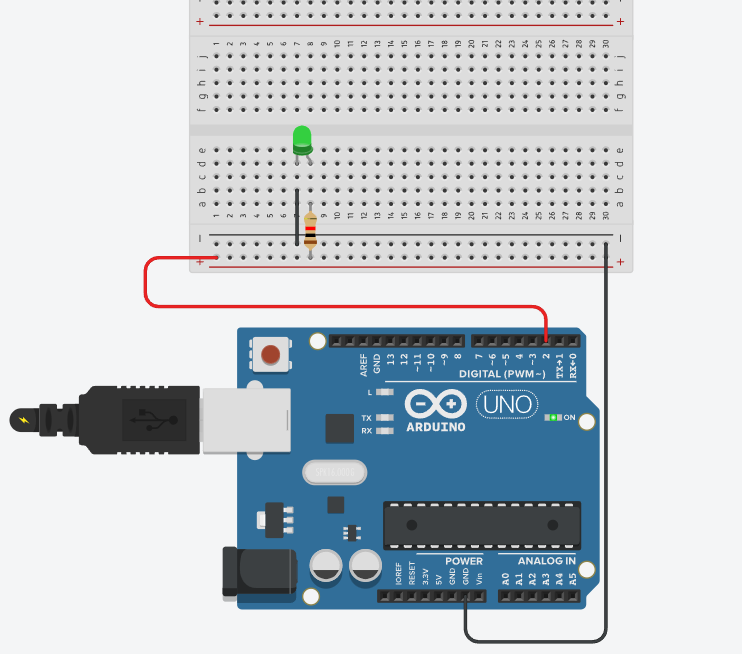 + +
1 2 3 4 5 6 7 8 9 10 11 12 13 14 15 16 17 18 19 20 21 22 23 24 25 26 27 28 29 30
j j
i i
h h
g g
f f
e e
d d
c c
b b
a a
1 2 3 4 5 6 7 8 9 10 11 12 13 14 15 16 17 18 19 20 21 22 23 24 25 26 27 28 29 30
− −
+ +
AREF GND 13 12 ~11 ~10 ~9 8 7 ~6 ~5 4 ~3 2 TX→1 RX←0
DIGITAL (PWM~)
L
TX
RX
UNO
ARDUINO
ON
POWER ANALOG IN
IOREF RESET 3.3V 5V GND GND Vin A0 A1 A2 A3 A4 A5